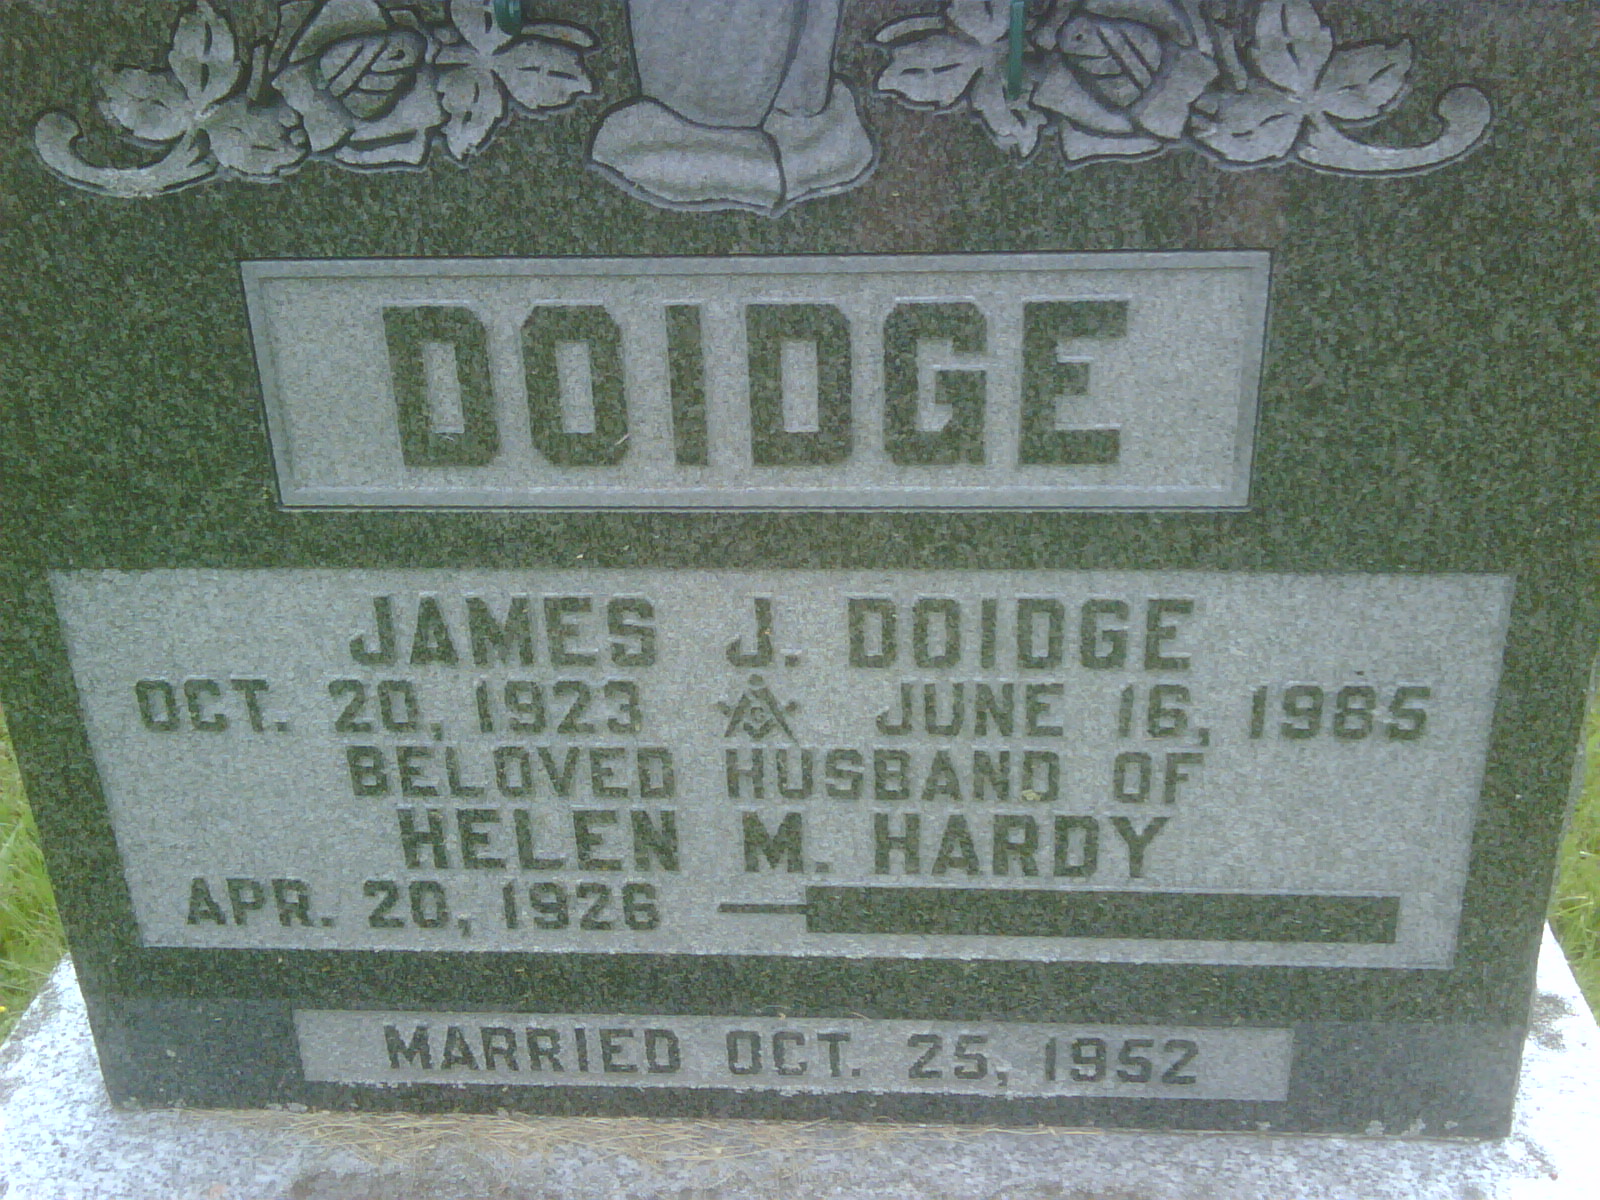 DOIDGE
JAMES J. DOIDGE
OCT. 20, 1923 G JUNE 16, 1985
BELOVED HUSBAND OF
HELEN M. HARDY
APR. 20, 1926 —
MARRIED OCT. 25, 1952